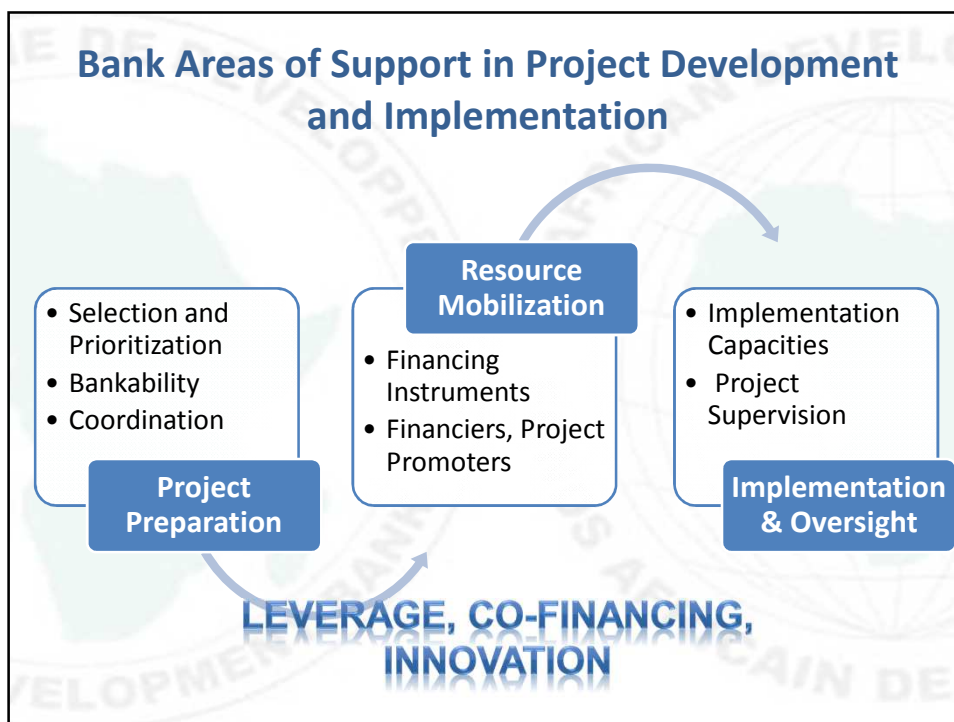 Bank Areas of Support in Project Development
and Implementation
• Selection and
Prioritization
• Bankability
• Coordination
Project
Preparation
Resource
Mobilization
• Financing
Instruments
• Financiers, Project
Promoters
• Implementation
Capacities
• Project
Supervision
Implementation
& Oversight
LEVERAGE, CO-FINANCING,
INNOVATION